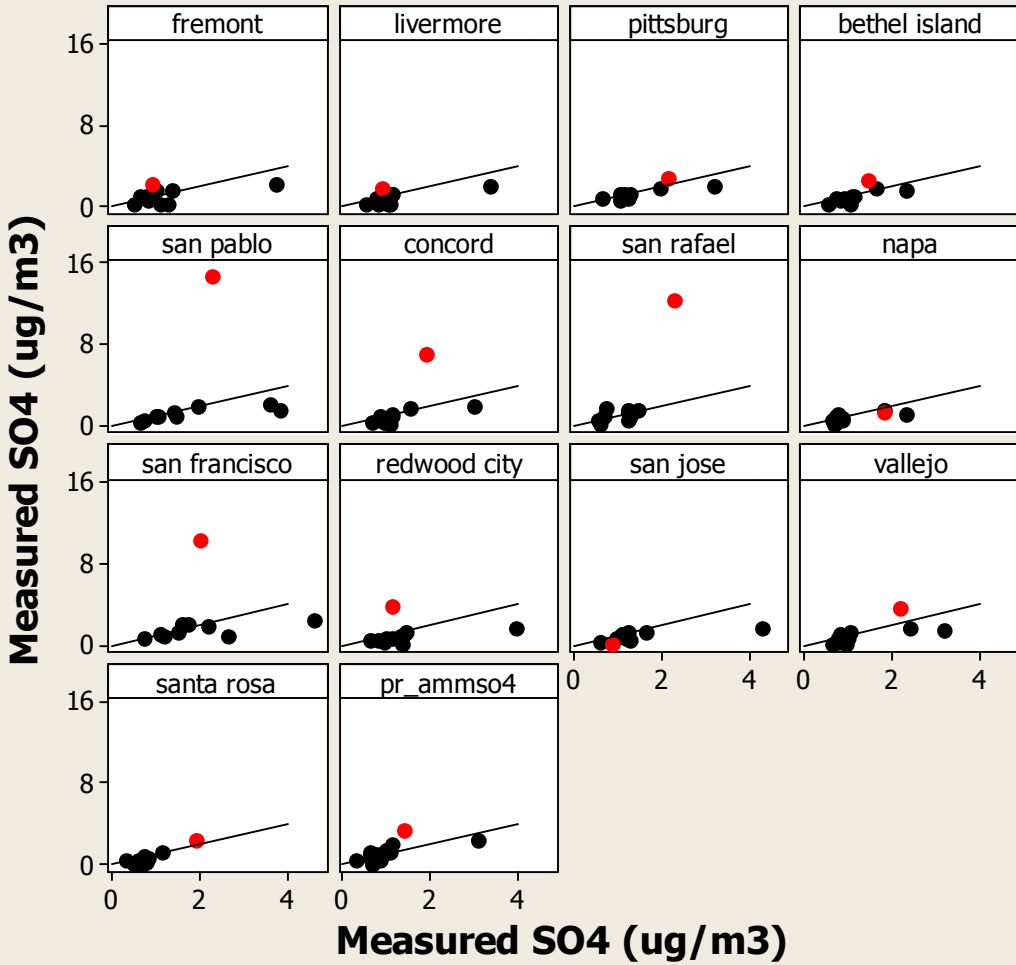 fremont livermore pittsburg bethel island
16
8
0
san pablo concord san rafael napa
16
8
0
san francisco redwood city san jose vallejo
16
8
0
0 2 4 0 2 4
santa rosa pr_ammso4
16
8
0
0 2 4 0 2 4
Measured SO4 (ug/m3)
Measured SO4 (ug/m3)